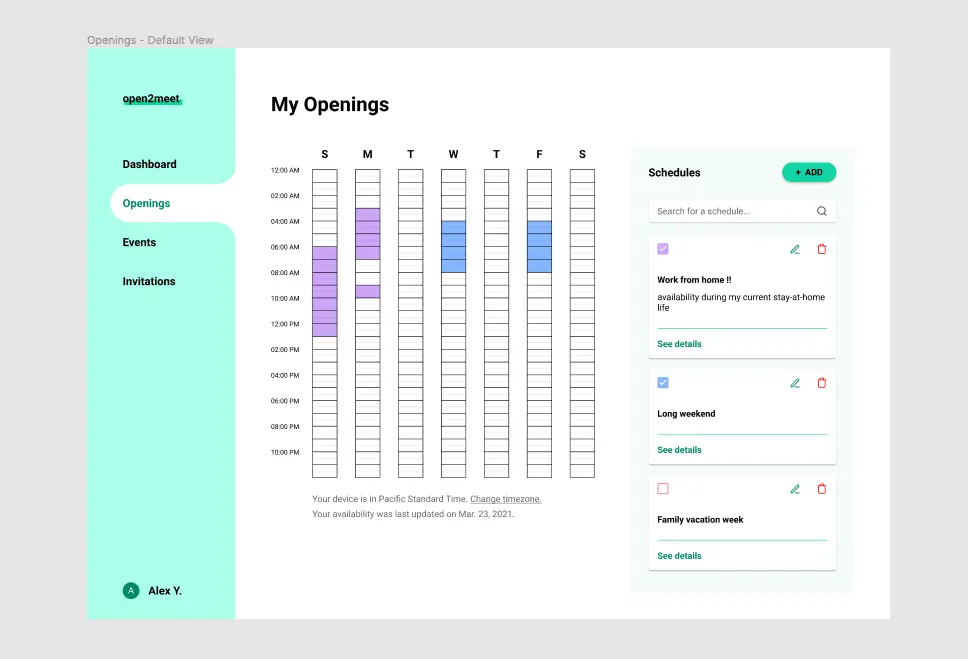 Openings - Default View
open2meet
Dashboard
Openings
Events
Invitations
A
Alex Y.
My Openings
S M T W T F S
12:00 AM
02:00 AM
04:00 AM
06:00 AM
08:00 AM
10:00 AM
12:00 PM
02:00 PM
04:00 PM
06:00 PM
08:00 PM
10:00 PM
Your device is in Pacific Standard Time. Change timezone.
Your availability was last updated on Mar. 23, 2021.
Schedules
+ ADD
Search for a schedule...
Work from home !!
availability during my current stay-at-home
life
See details
Long weekend
See details
Family vacation week
See details